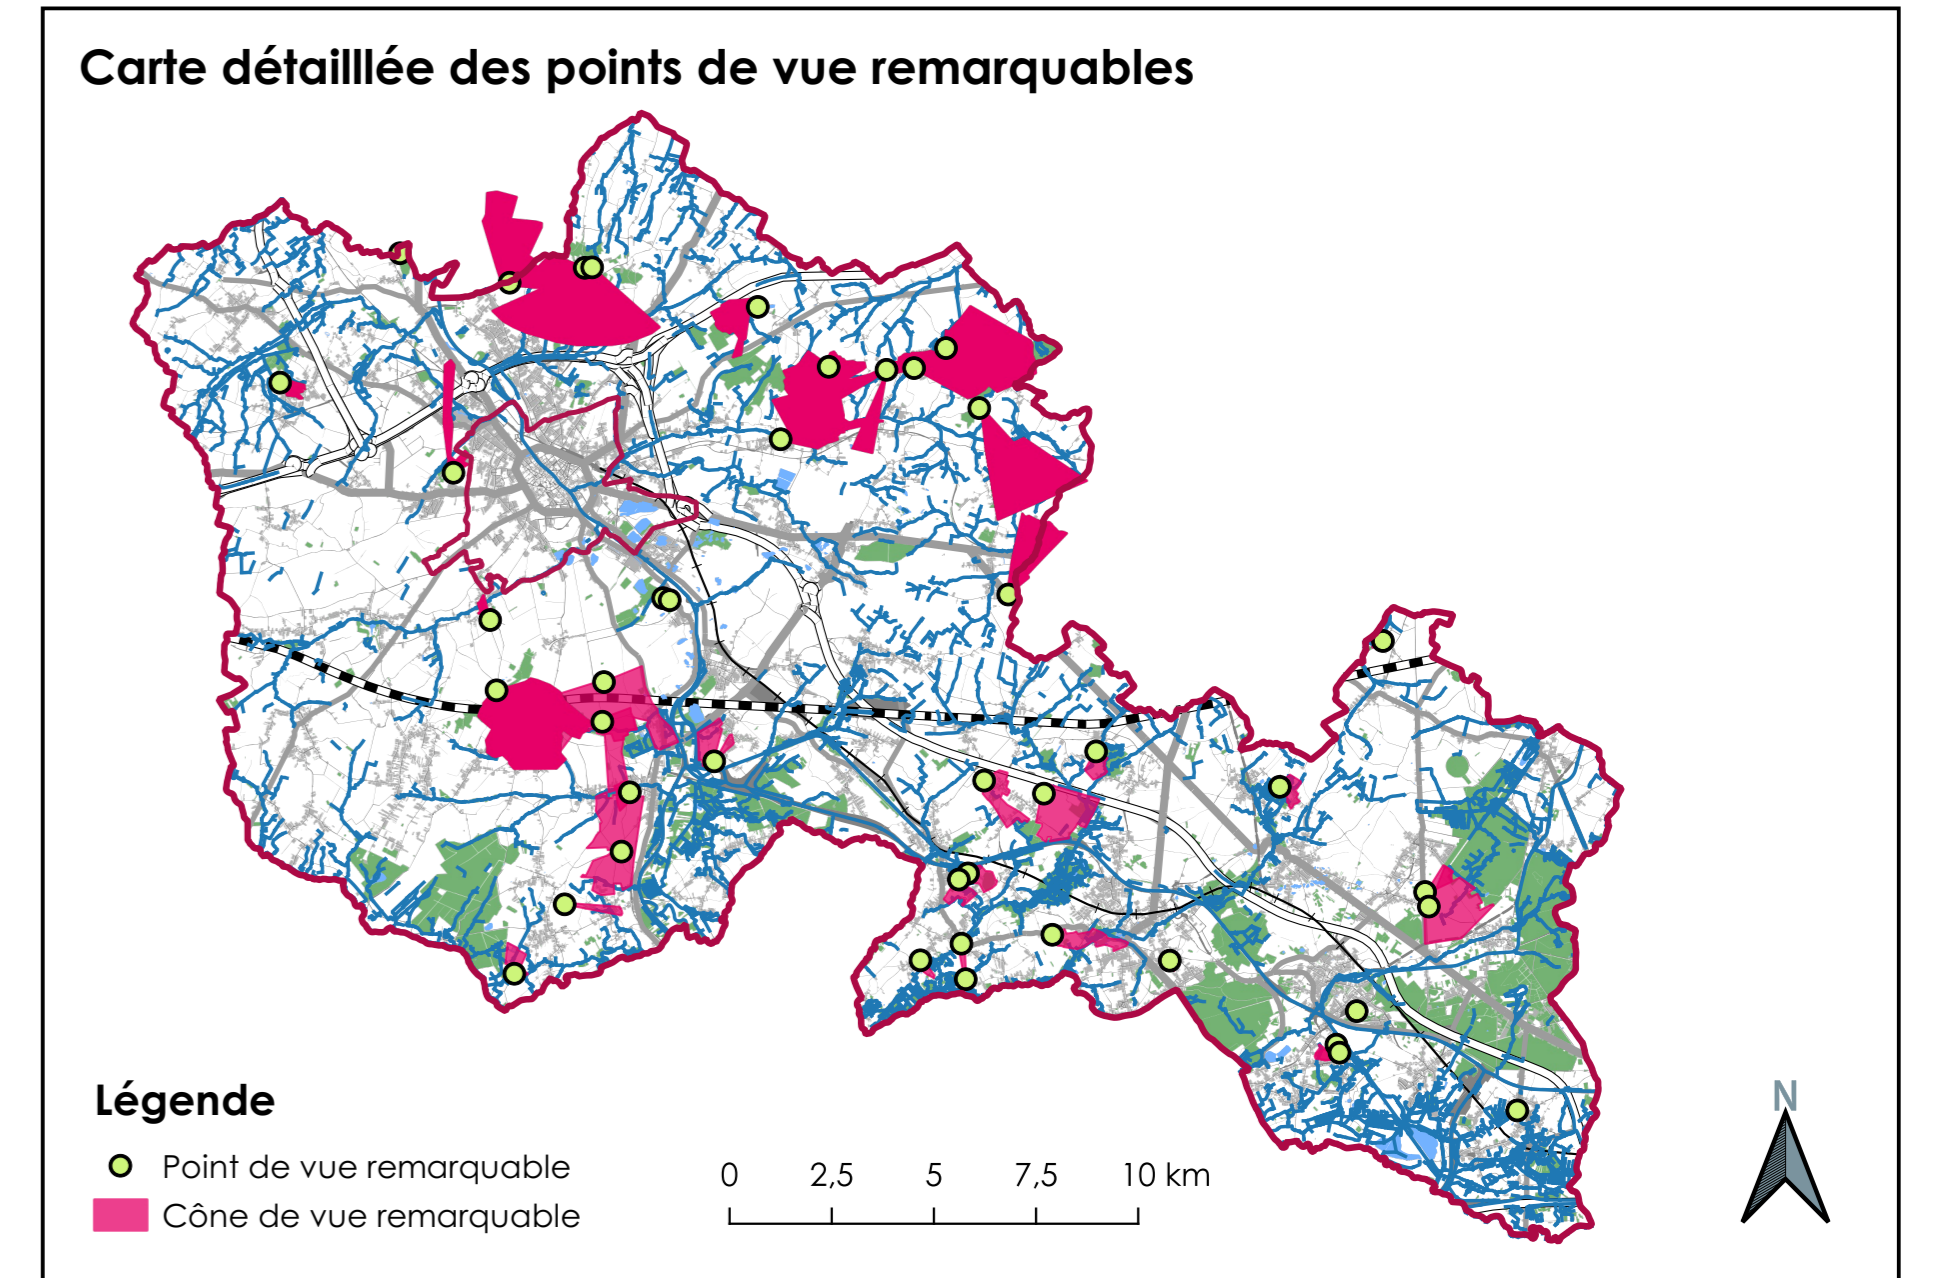 Carte détailllée des points de vue remarquables
Légende
Point de vue remarquable
Cône de vue remarquable
0 2,5 5 7,5 10 km
N